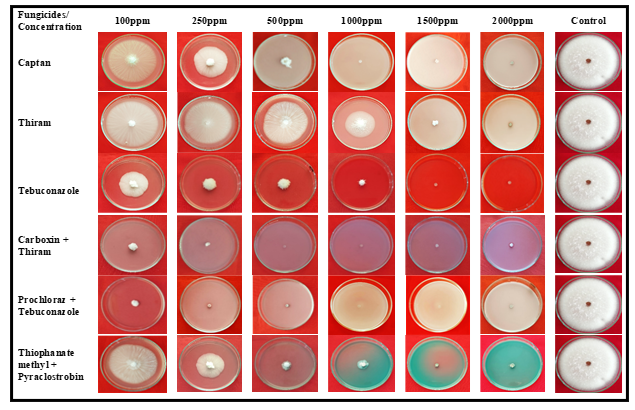 Fungicides/
Concentration
100ppm 250ppm 500ppm 1000ppm 1500ppm 2000ppm Control
Captan
Thiram
Tebuconazole
Carboxin +
Thiram
Prochloraz +
Tebuconazole
Thiophanate
methyl +
Pyraclostrobin